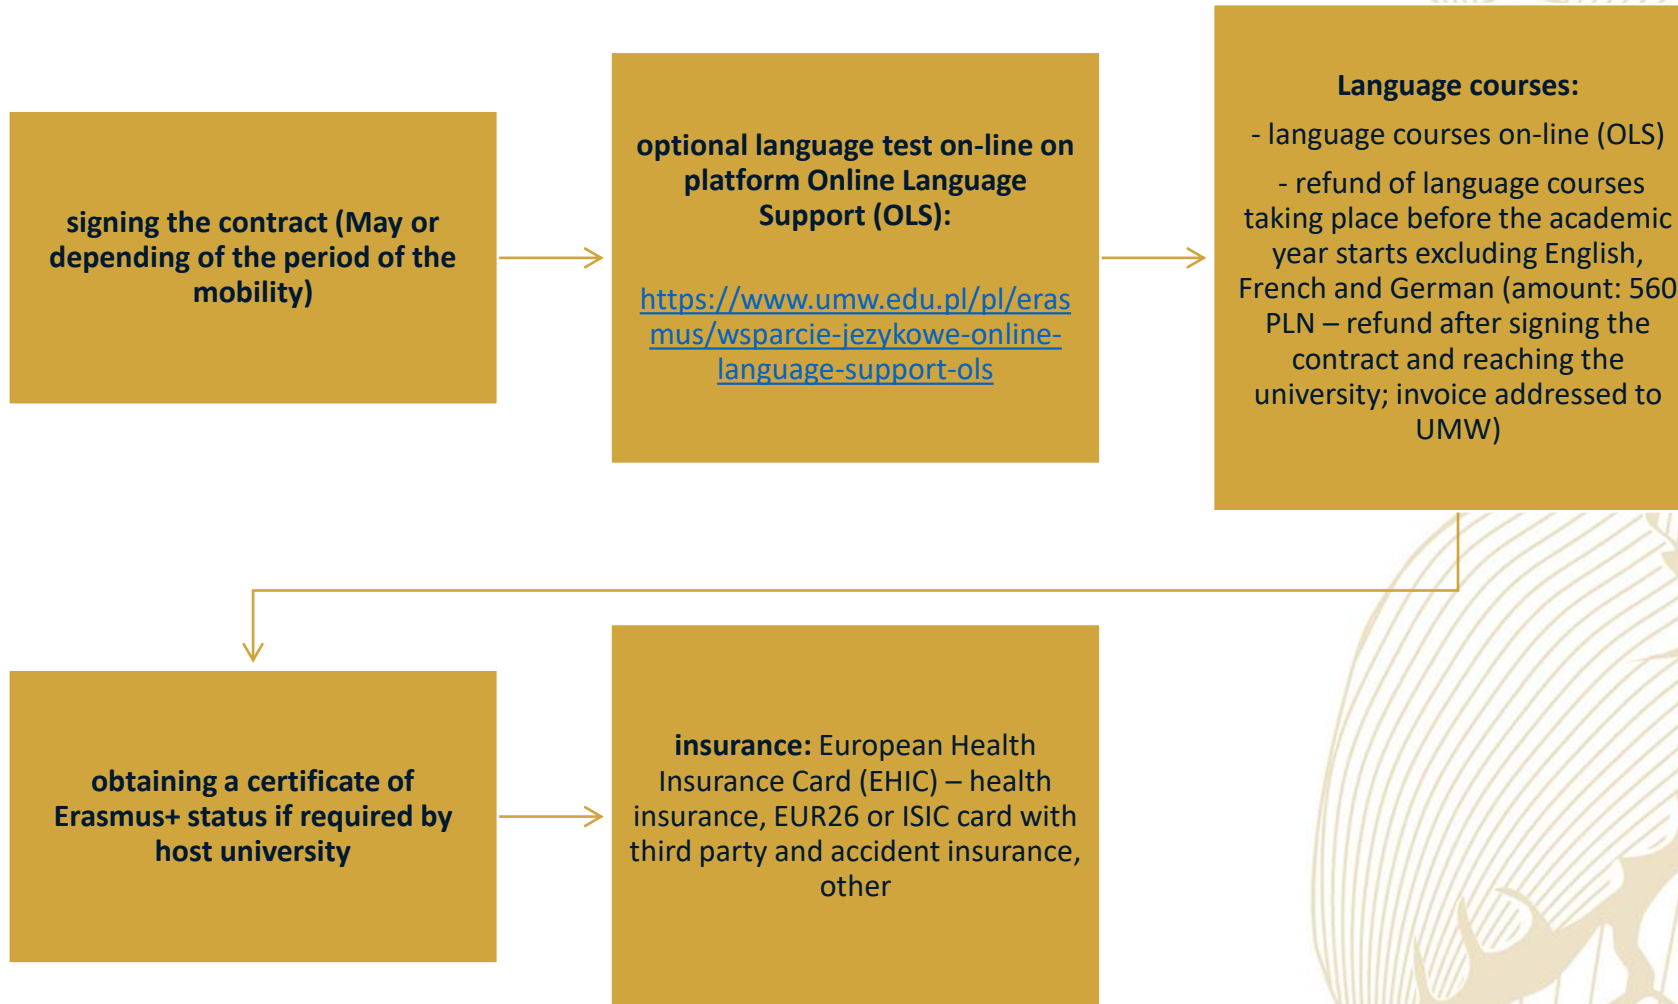 signing the contract (May or
depending of the period of the
mobility)
optional language test on-line on
platform Online Language
Support (OLS):
https://www.umw.edu.pl/pl/eras
mus/wsparcie-jezykowe-online-
language-support-ols
Language courses:
- language courses on-line (OLS)
- refund of language courses
taking place before the academic
year starts excluding English,
French and German (amount: 560
PLN – refund after signing the
contract and reaching the
university; invoice addressed to
UMW)
obtaining a certificate of
Erasmus+ status if required by
host university
insurance: European Health
Insurance Card (EHIC) – health
insurance, EUR26 or ISIC card with
third party and accident insurance,
other